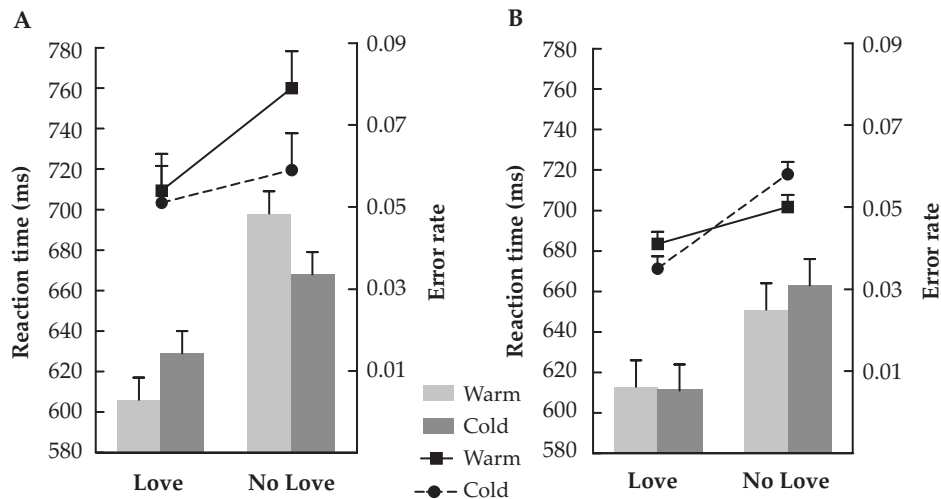 A
780
760
740
720
700
680
660
640
620
600
580
Reaction time (ms)
0.09
0.07
0.05
0.03
0.01
Error rate
Love
No Love
Warm
Cold
Warm
Cold
B
780
760
740
720
700
680
660
640
620
600
580
Reaction time (ms)
0.09
0.07
0.05
0.03
0.01
Error rate
Love
No Love